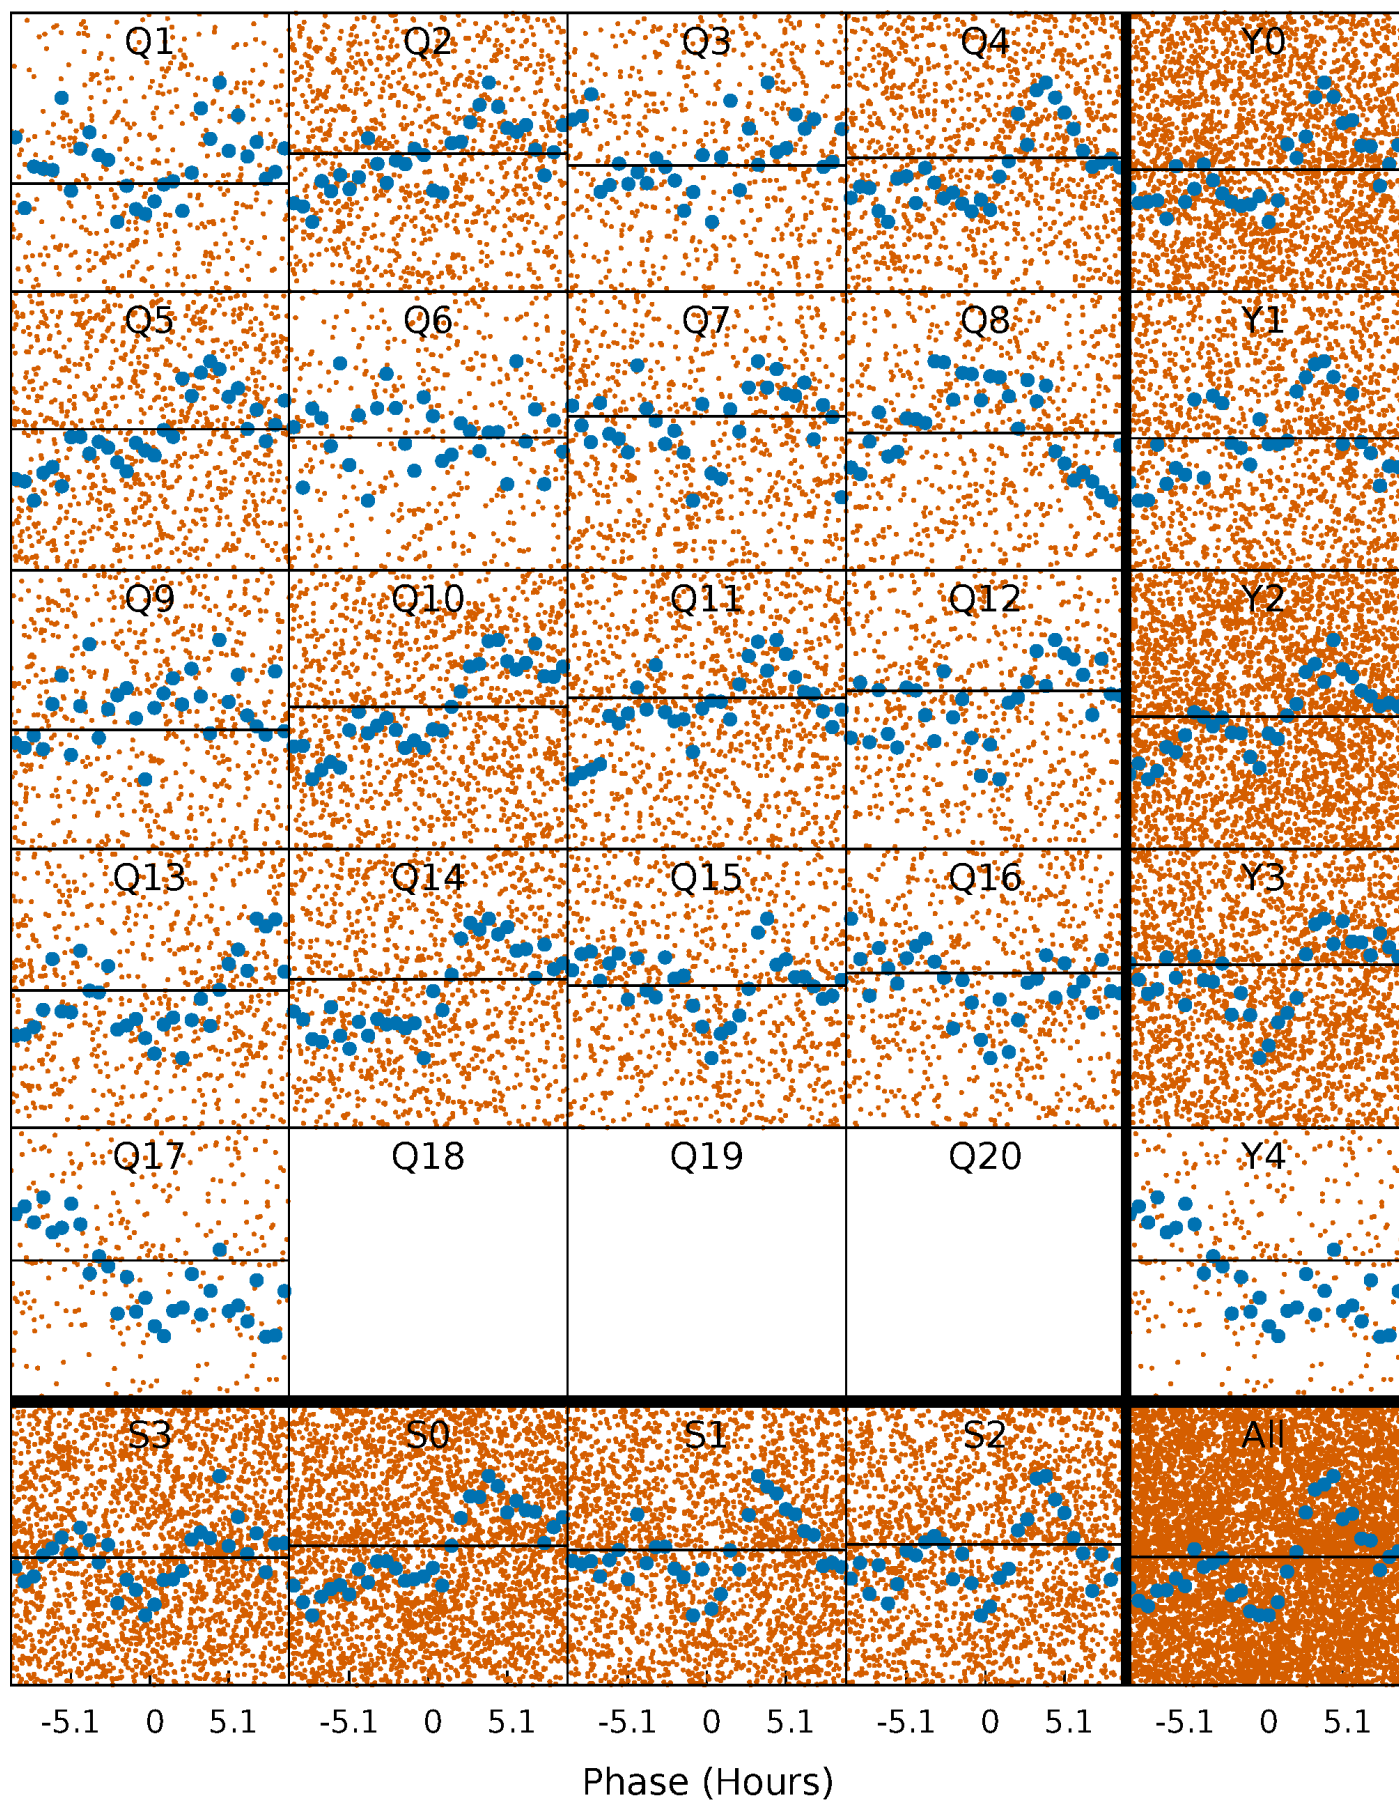 Q1 Q2 Q3 Q4 Y0
Q5 Q6 Q7 Q8 Y1
Q9 Q10 Q11 Q12 Y2
Q13 Q14 Q15 Q16 Y3
Q17 Q18 Q19 Q20 Y4
S3 S0 S1 S2 All
-5.1 0 5.1 -5.1 0 5.1 -5.1 0 5.1 -5.1 0 5.1 -5.1 0 5.1
Phase (Hours)